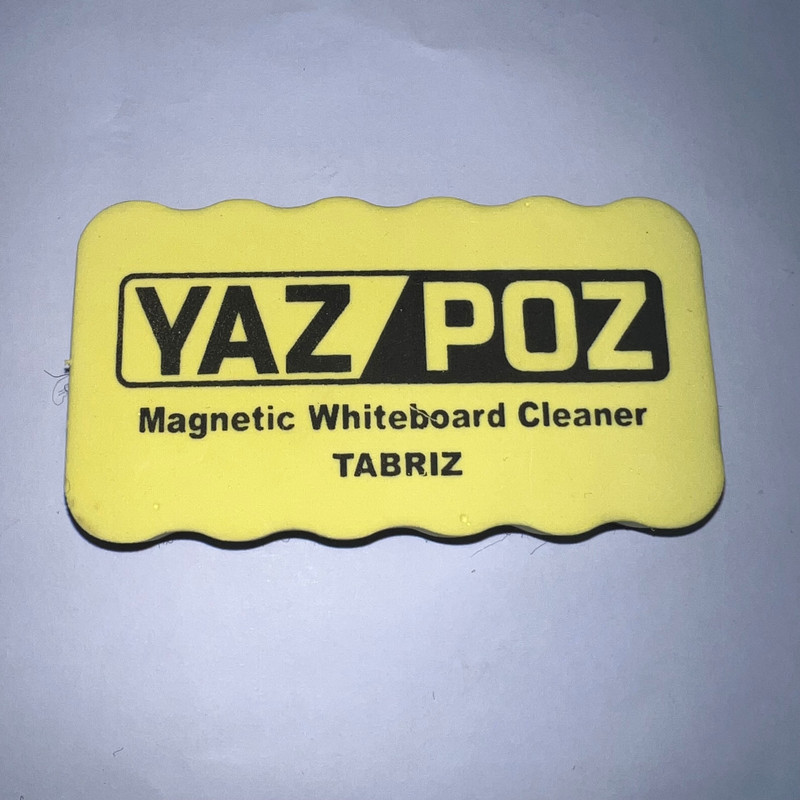 YAZ POZ
Magnetic Whiteboard Cleaner
TABRIZ